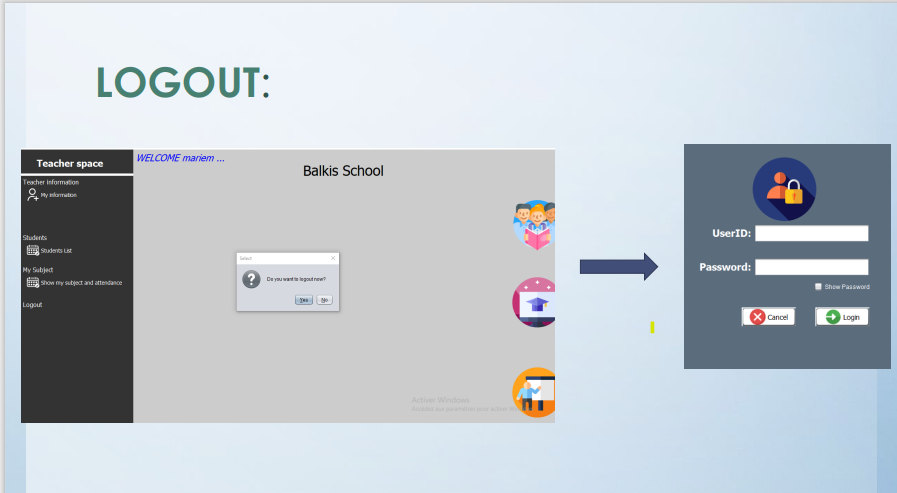 LOGOUT:
Teacher space
WELCOME mariem ...
Balkis School
Teacher Information
My information
Students
Students List
My Subject
Show my subject and attendance
Logout
Select
Do you want to logout now?
Yes
No
Activer Windows
UserID:
Password:
Show Password
Cancel
Login